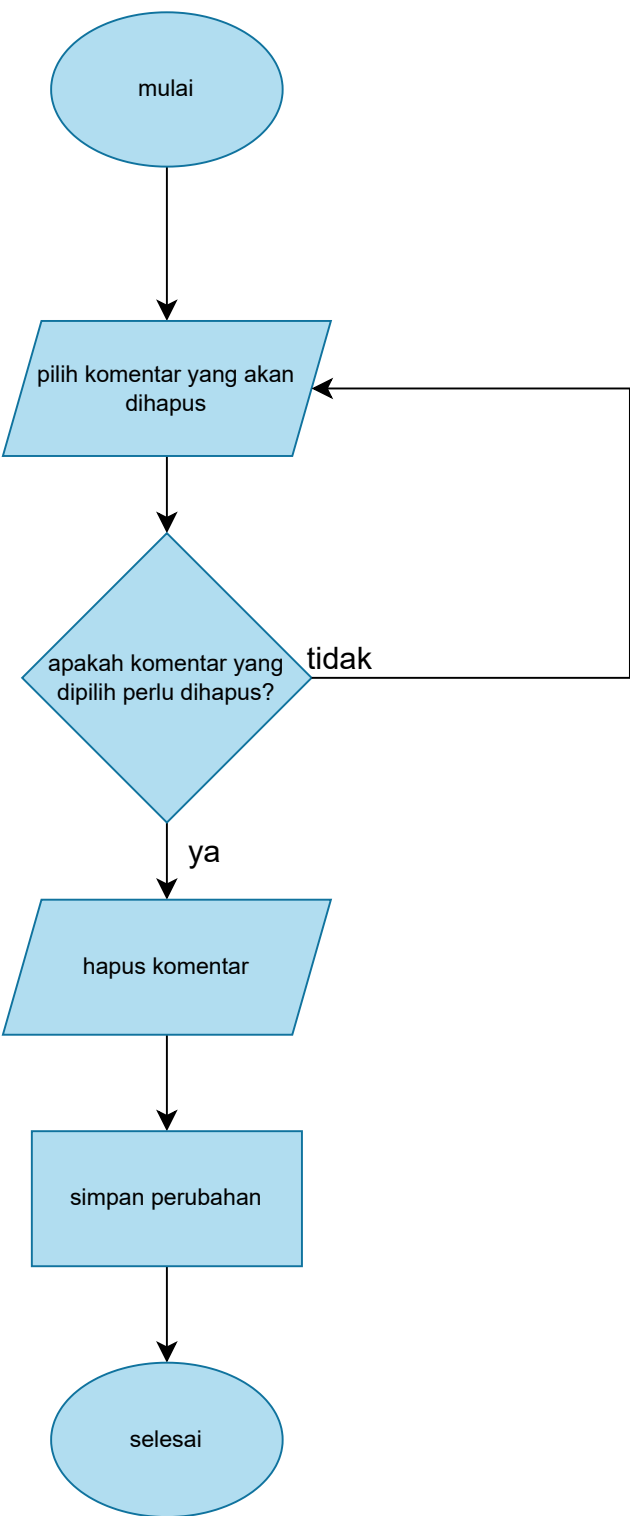 mulai
pilih komentar yang akan
dihapus
apakah komentar yang
dipilih perlu dihapus?
tidak
ya
hapus komentar
simpan perubahan
selesai